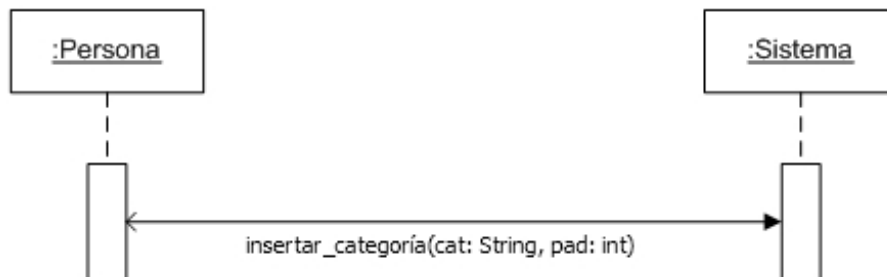 :Persona
:Sistema
insertar_categoría(cat: String, pad: int)